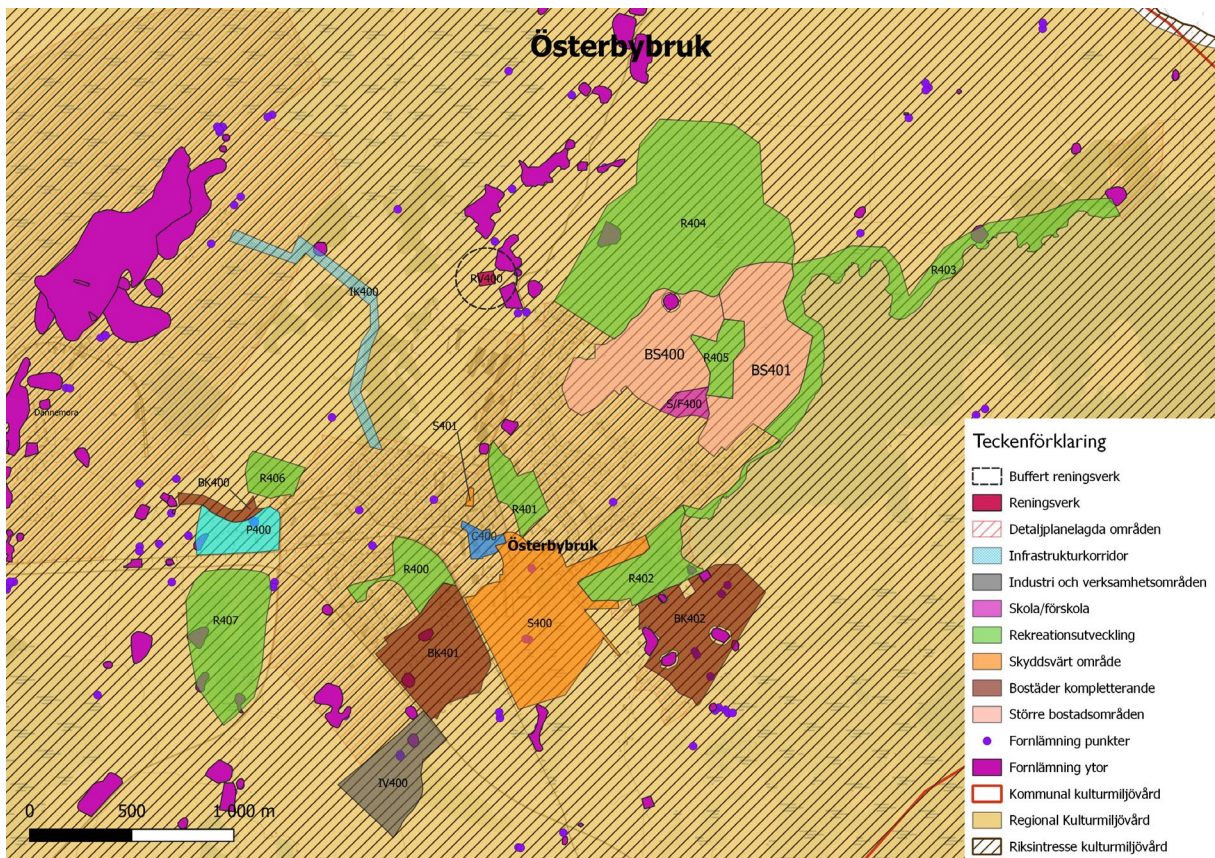 Österbybruk
R404
R403
RV400
IK400
BS400
R405
BS401
S/F400
Dannemora
S401
R406
BK400
R401
P400
C400
Österbybruk
R400
R402
R407
S400
BK402
BK401
IV400
0 500 1 000 m
Teckenförklaring
Buffert reningsverk
Reningsverk
Detaljplanelagda områden
Infrastrukturkorridor
Industri och verksamhetsområden
Skola/förskola
Rekreationsutveckling
Skyddsvärt område
Bostäder kompletterande
Större bostadsområden
Fornlämning punkter
Fornlämning ytor
Kommunal kulturmiljövård
Regional Kulturmiljövård
Riksintresse kulturmiljövård